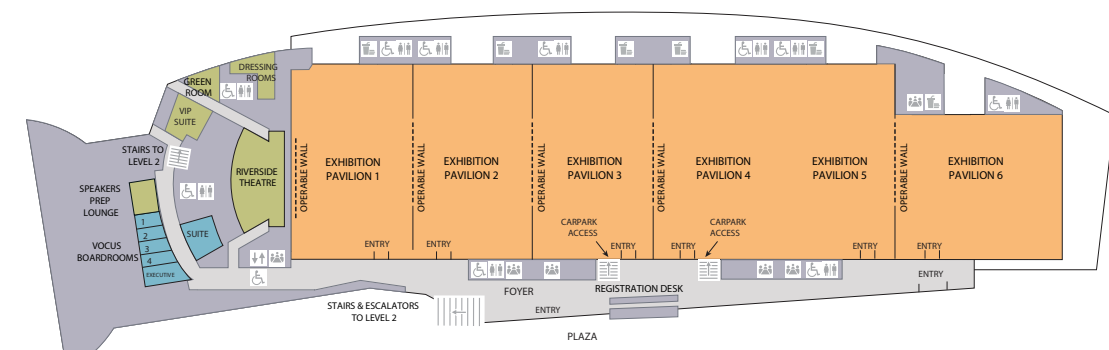 DRESSING
ROOMS
GREEN
ROOM
VIP
SUITE
STAIRS TO
LEVEL 2
RIVERSIDE
THEATRE
SPEAKERS
PREP
LOUNGE
1
2
3
4
EXECUTIVE
VOCUS
BOARDROOMS
SUITE
OPERABLE WALL
EXHIBITION
PAVILION 1
OPERABLE WALL
EXHIBITION
PAVILION 2
OPERABLE WALL
EXHIBITION
PAVILION 3
OPERABLE WALL
EXHIBITION
PAVILION 4
EXHIBITION
PAVILION 5
OPERABLE WALL
EXHIBITION
PAVILION 6
CARPARK
ACCESS
CARPARK
ACCESS
ENTRY
ENTRY
ENTRY
ENTRY
ENTRY
ENTRY
ENTRY
FOYER
REGISTRATION DESK
STAIRS & ESCALATORS
TO LEVEL 2
ENTRY
PLAZA